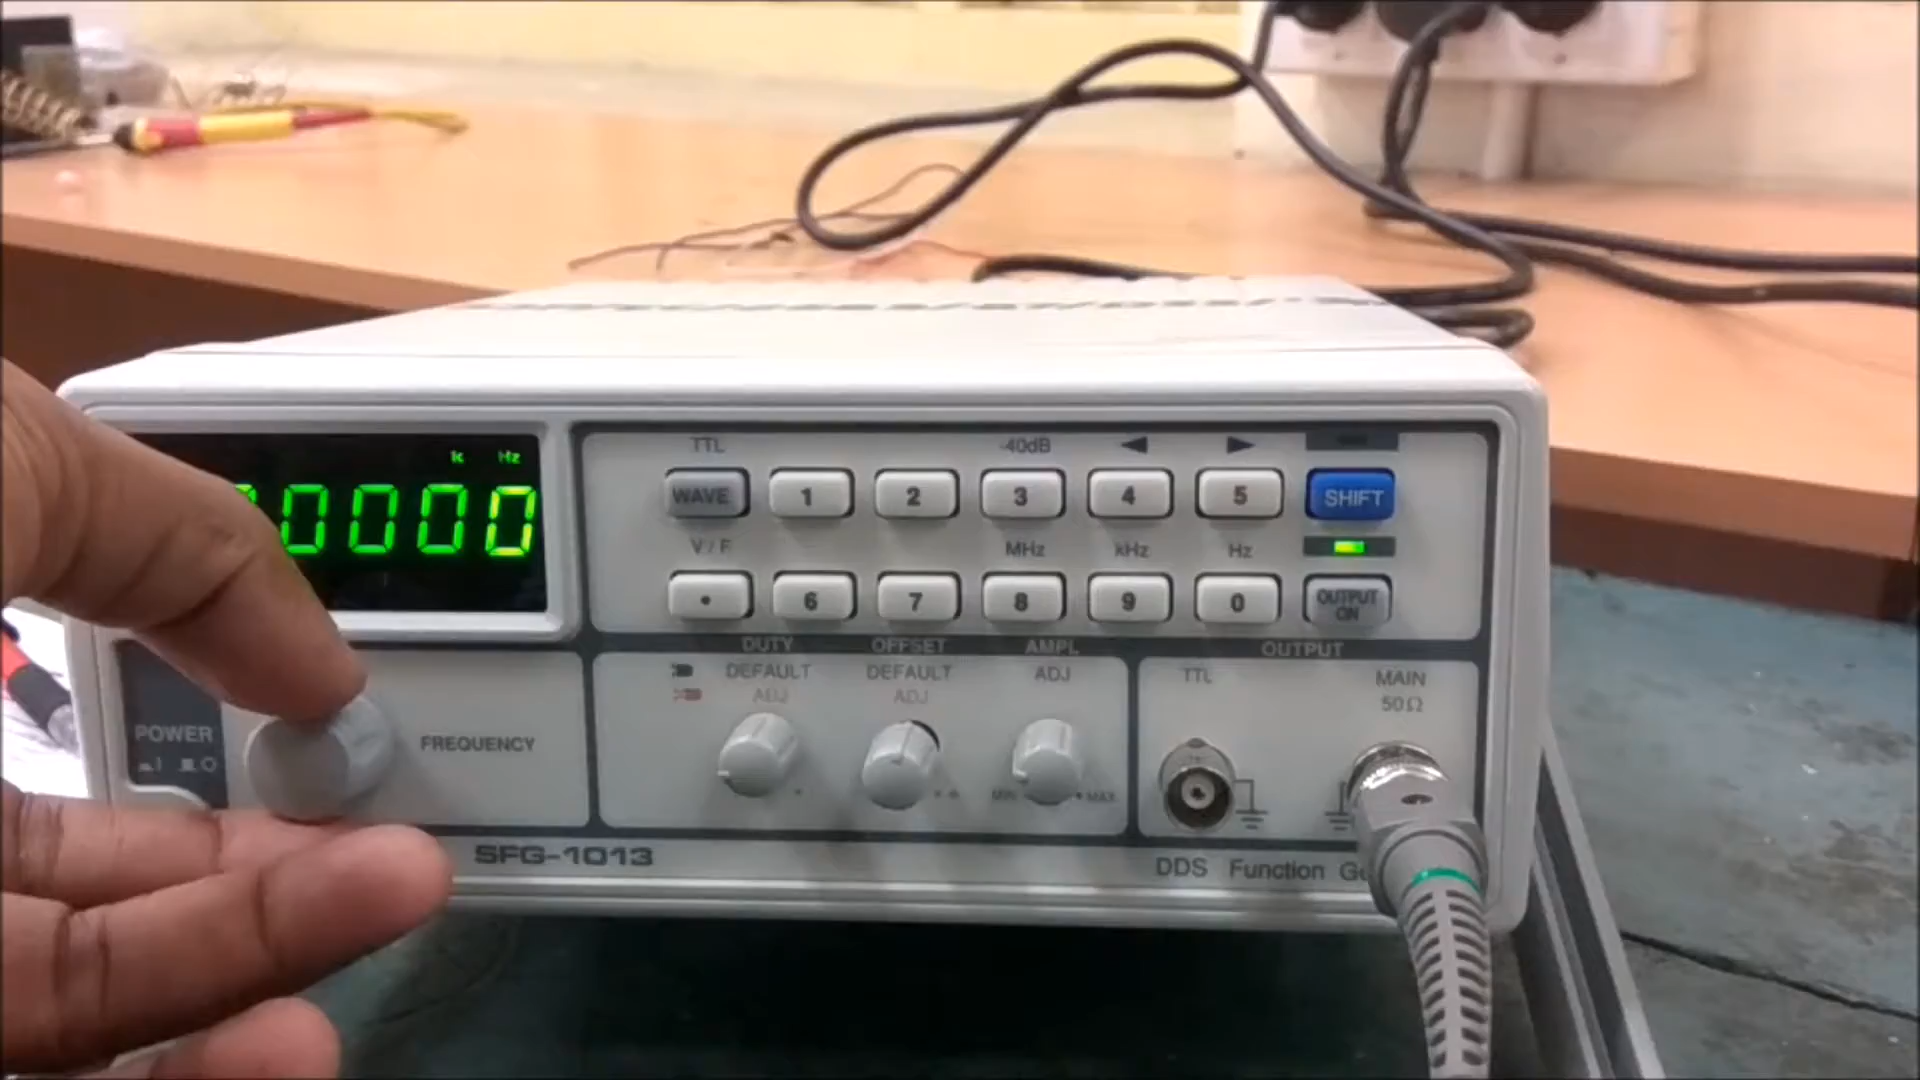 k Hz
0000
TTL -40dB ◀ ▶
WAVE 1 2 3 4 5 SHIFT
V/F MHz kHz Hz
• 6 7 8 9 0 OUTPUT ON
DUTY OFFSET AMPL OUTPUT
DEFAULT DEFAULT ADJ TTL MAIN
ADJ ADJ 50Ω
POWER FREQUENCY
MIN MAX
SFG-1013
DDS Function